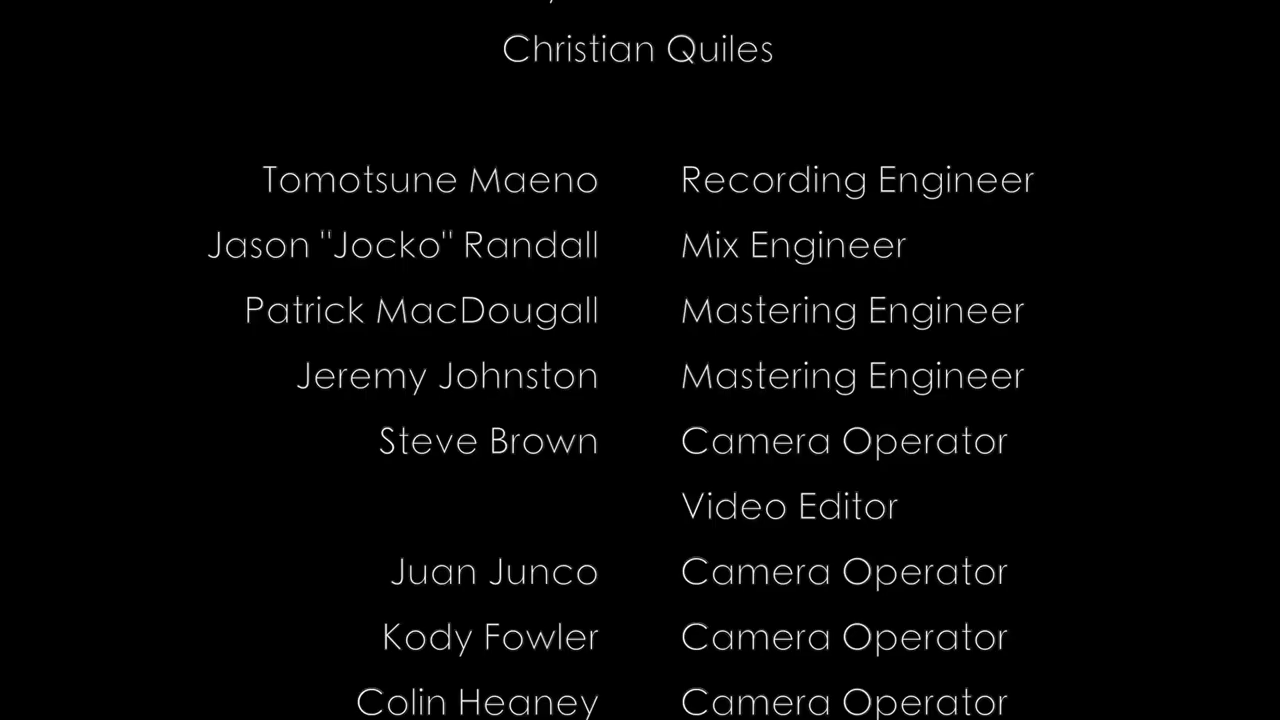 Christian Quiles
Tomotsune Maeno Recording Engineer
Jason "Jocko" Randall Mix Engineer
Patrick MacDougall Mastering Engineer
Jeremy Johnston Mastering Engineer
Steve Brown Camera Operator
Video Editor
Juan Junco Camera Operator
Kody Fowler Camera Operator
Colin Heaney Camera Operator